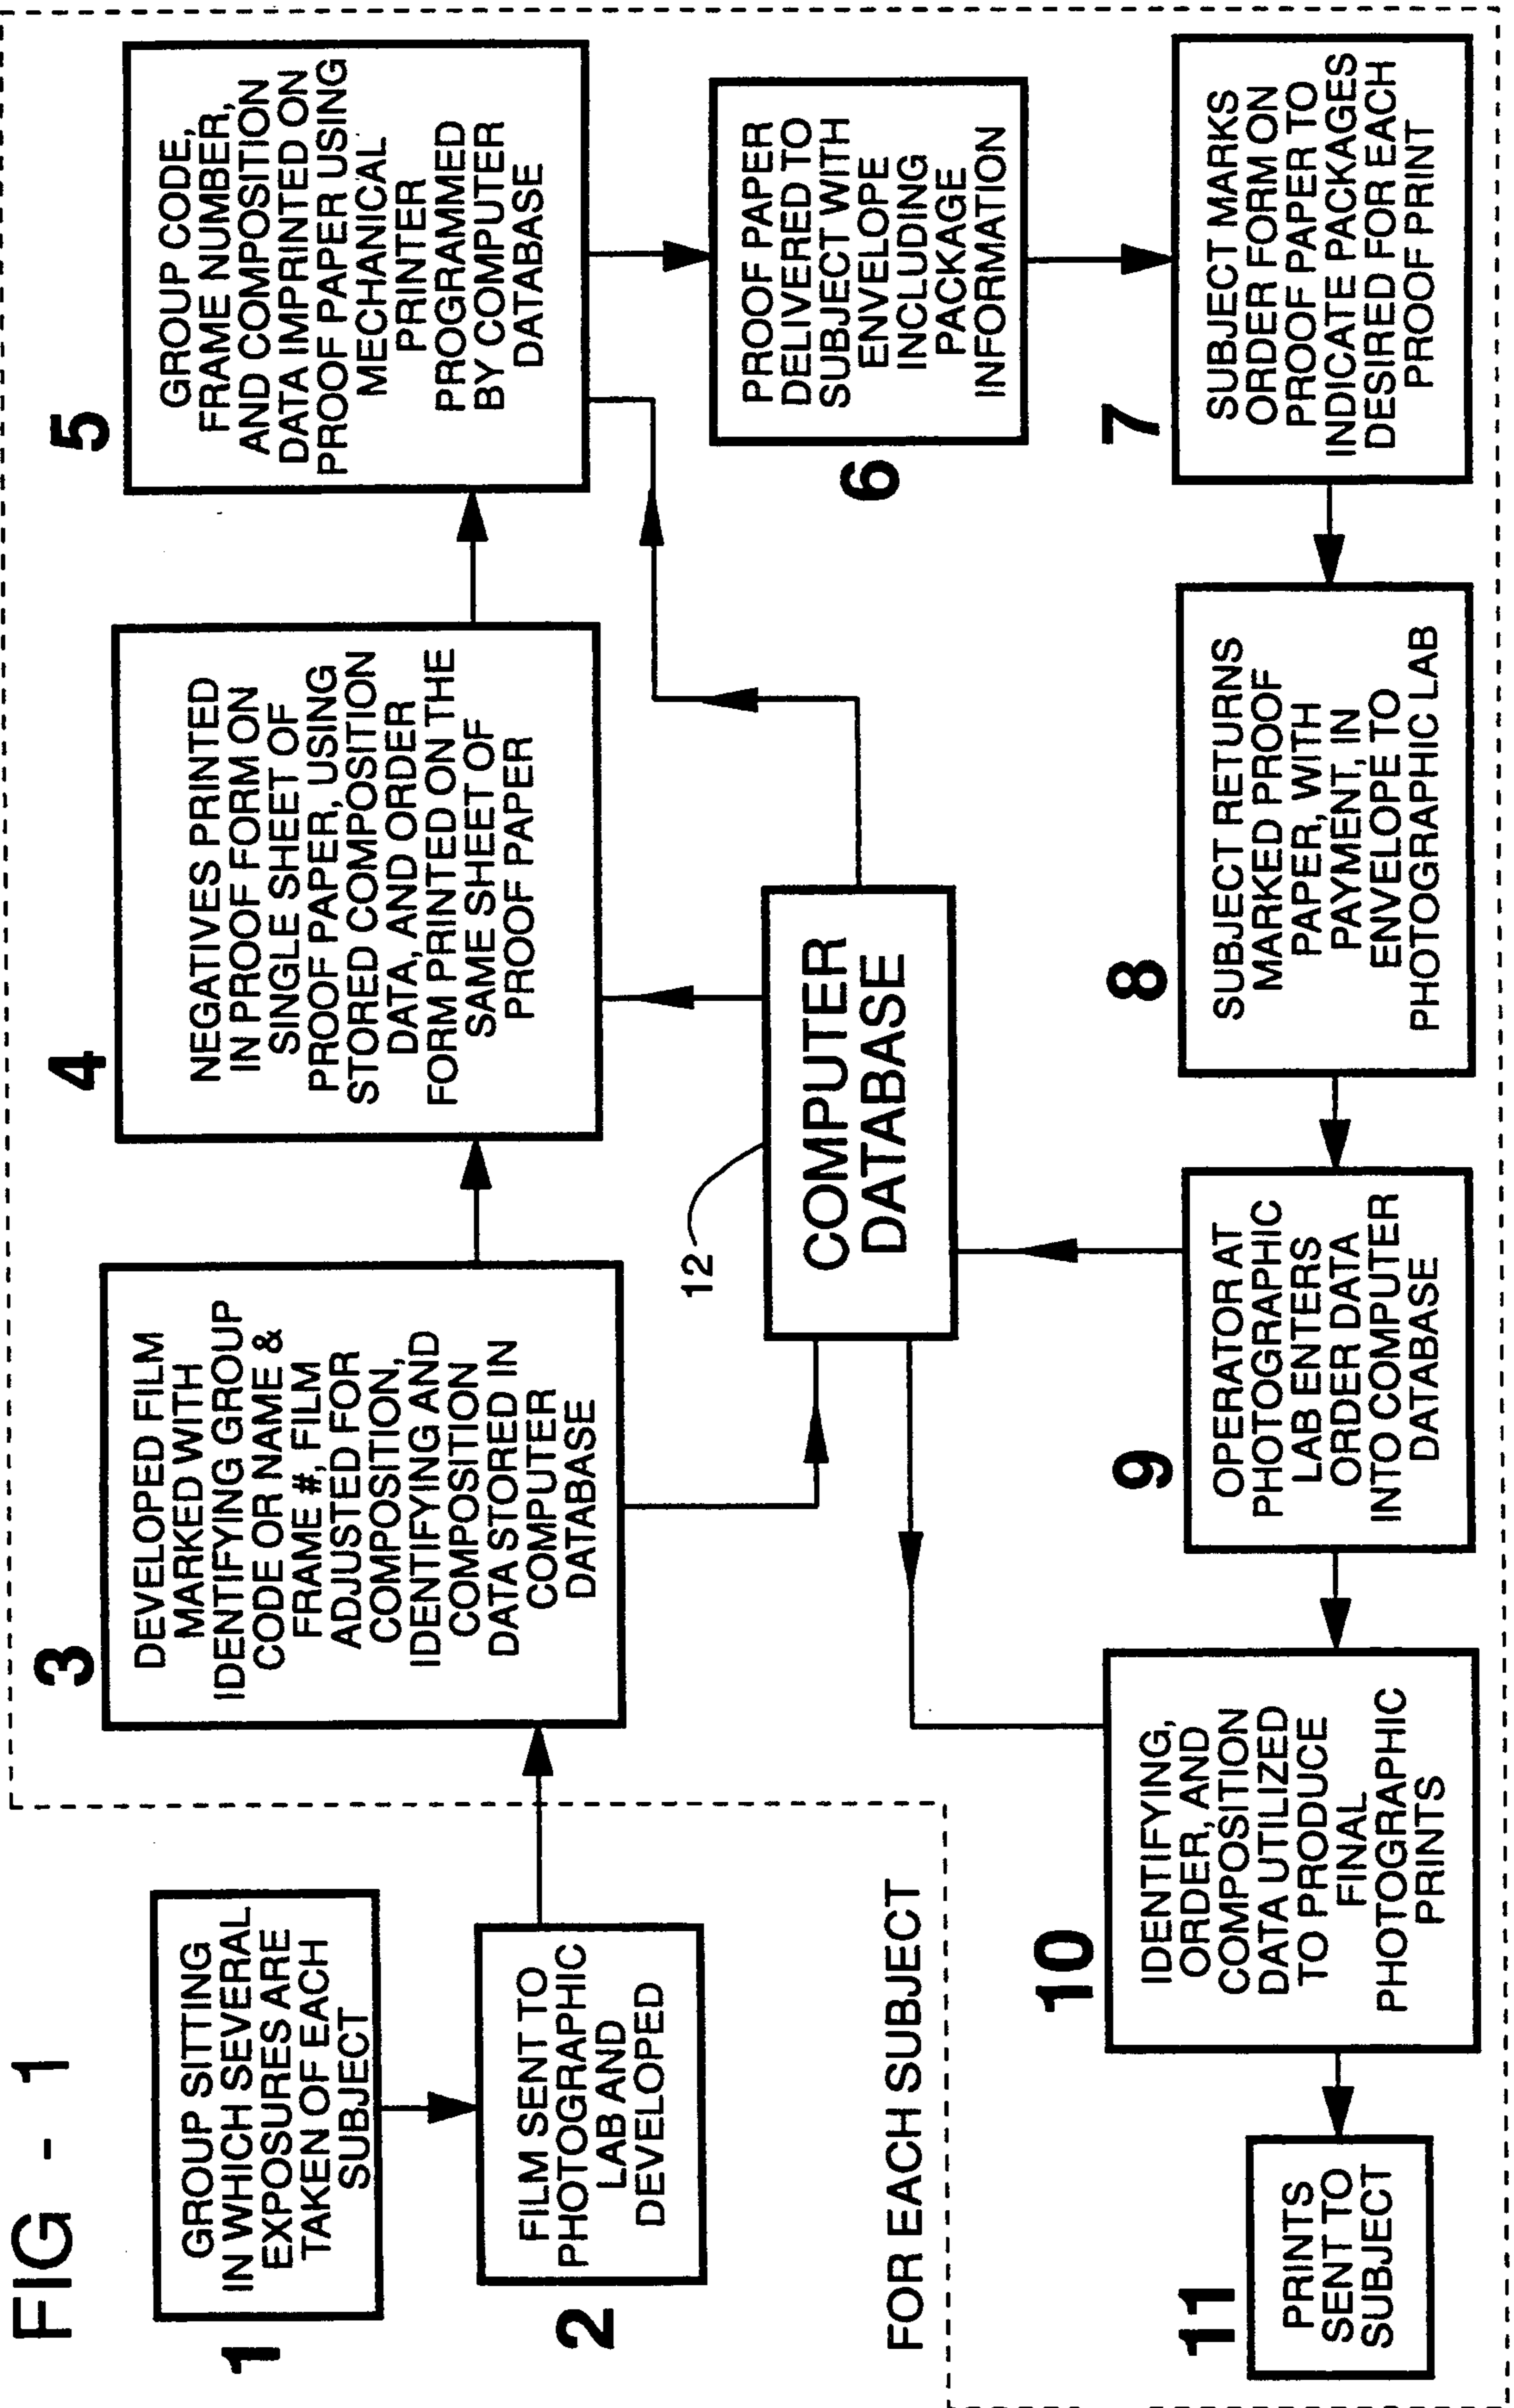 FIG - 1
1
GROUP SITTING
IN WHICH SEVERAL
EXPOSURES ARE
TAKEN OF EACH
SUBJECT
2
FILM SENT TO
PHOTOGRAPHIC
LAB AND
DEVELOPED
3
DEVELOPED FILM
MARKED WITH
IDENTIFYING GROUP
CODE OR NAME &
FRAME #, FILM
ADJUSTED FOR
COMPOSITION,
IDENTIFYING AND
COMPOSITION
DATA STORED IN
COMPUTER
DATABASE
4
NEGATIVES PRINTED
IN PROOF FORM ON
SINGLE SHEET OF
PROOF PAPER, USING
STORED COMPOSITION
DATA, AND ORDER
FORM PRINTED ON THE
SAME SHEET OF
PROOF PAPER
5
GROUP CODE,
FRAME NUMBER,
AND COMPOSITION
DATA IMPRINTED ON
PROOF PAPER USING
MECHANICAL
PRINTER
PROGRAMMED
BY COMPUTER
DATABASE
12
COMPUTER
DATABASE
6
PROOF PAPER
DELIVERED TO
SUBJECT WITH
ENVELOPE
INCLUDING
PACKAGE
INFORMATION
7
SUBJECT MARKS
ORDER FORM ON
PROOF PAPER TO
INDICATE PACKAGES
DESIRED FOR EACH
PROOF PRINT
8
SUBJECT RETURNS
MARKED PROOF
PAPER, WITH
PAYMENT, IN
ENVELOPE TO
PHOTOGRAPHIC LAB
9
OPERATOR AT
PHOTOGRAPHIC
LAB ENTERS
ORDER DATA
INTO COMPUTER
DATABASE
10
IDENTIFYING,
ORDER, AND
COMPOSITION
DATA UTILIZED
TO PRODUCE
FINAL
PHOTOGRAPHIC
PRINTS
11
PRINTS
SENT TO
SUBJECT
FOR EACH SUBJECT